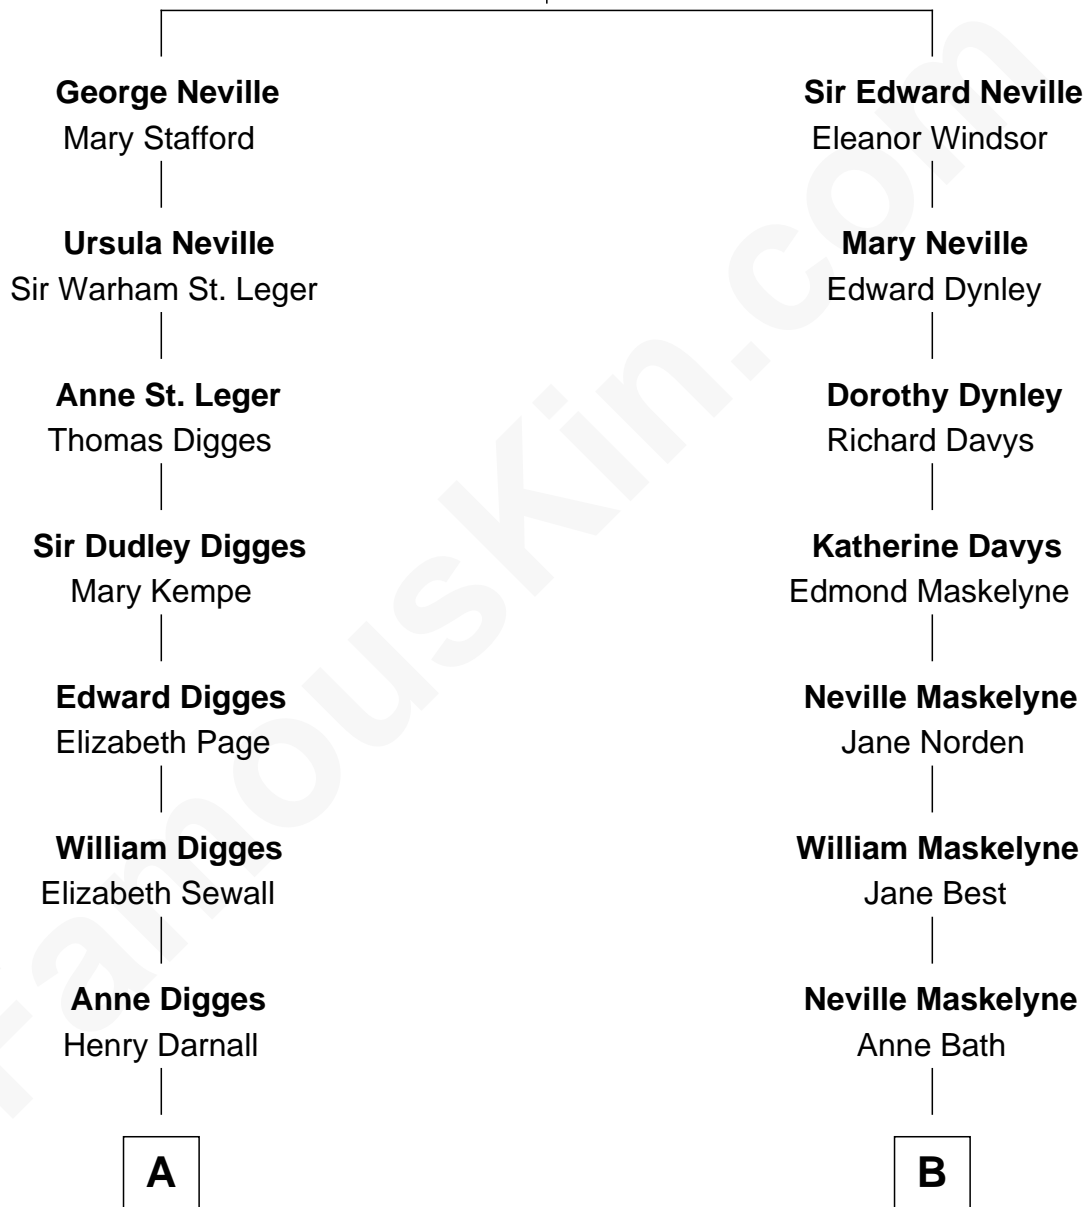 George Neville
Mary Stafford
Ursula Neville
Sir Warham St. Leger
Anne St. Leger
Thomas Digges
Sir Dudley Digges
Mary Kempe
Edward Digges
Elizabeth Page
William Digges
Elizabeth Sewall
Anne Digges
Henry Darnall
A
Sir Edward Neville
Eleanor Windsor
Mary Neville
Edward Dynley
Dorothy Dynley
Richard Davys
Katherine Davys
Edmond Maskelyne
Neville Maskelyne
Jane Norden
William Maskelyne
Jane Best
Neville Maskelyne
Anne Bath
B
FamousKin.com